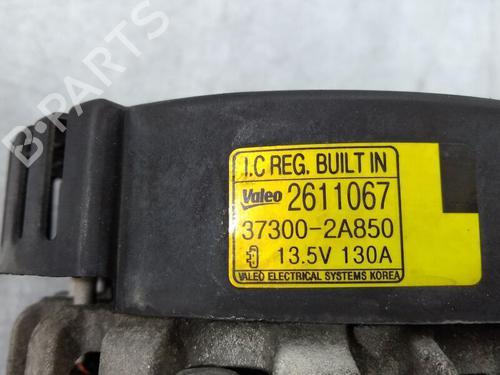 B-PARTS
I.C REG. BUILT IN
Valeo 2611067
37300-2A850
13.5V 130A
VALEO ELECTRICAL SYSTEMS KOREA